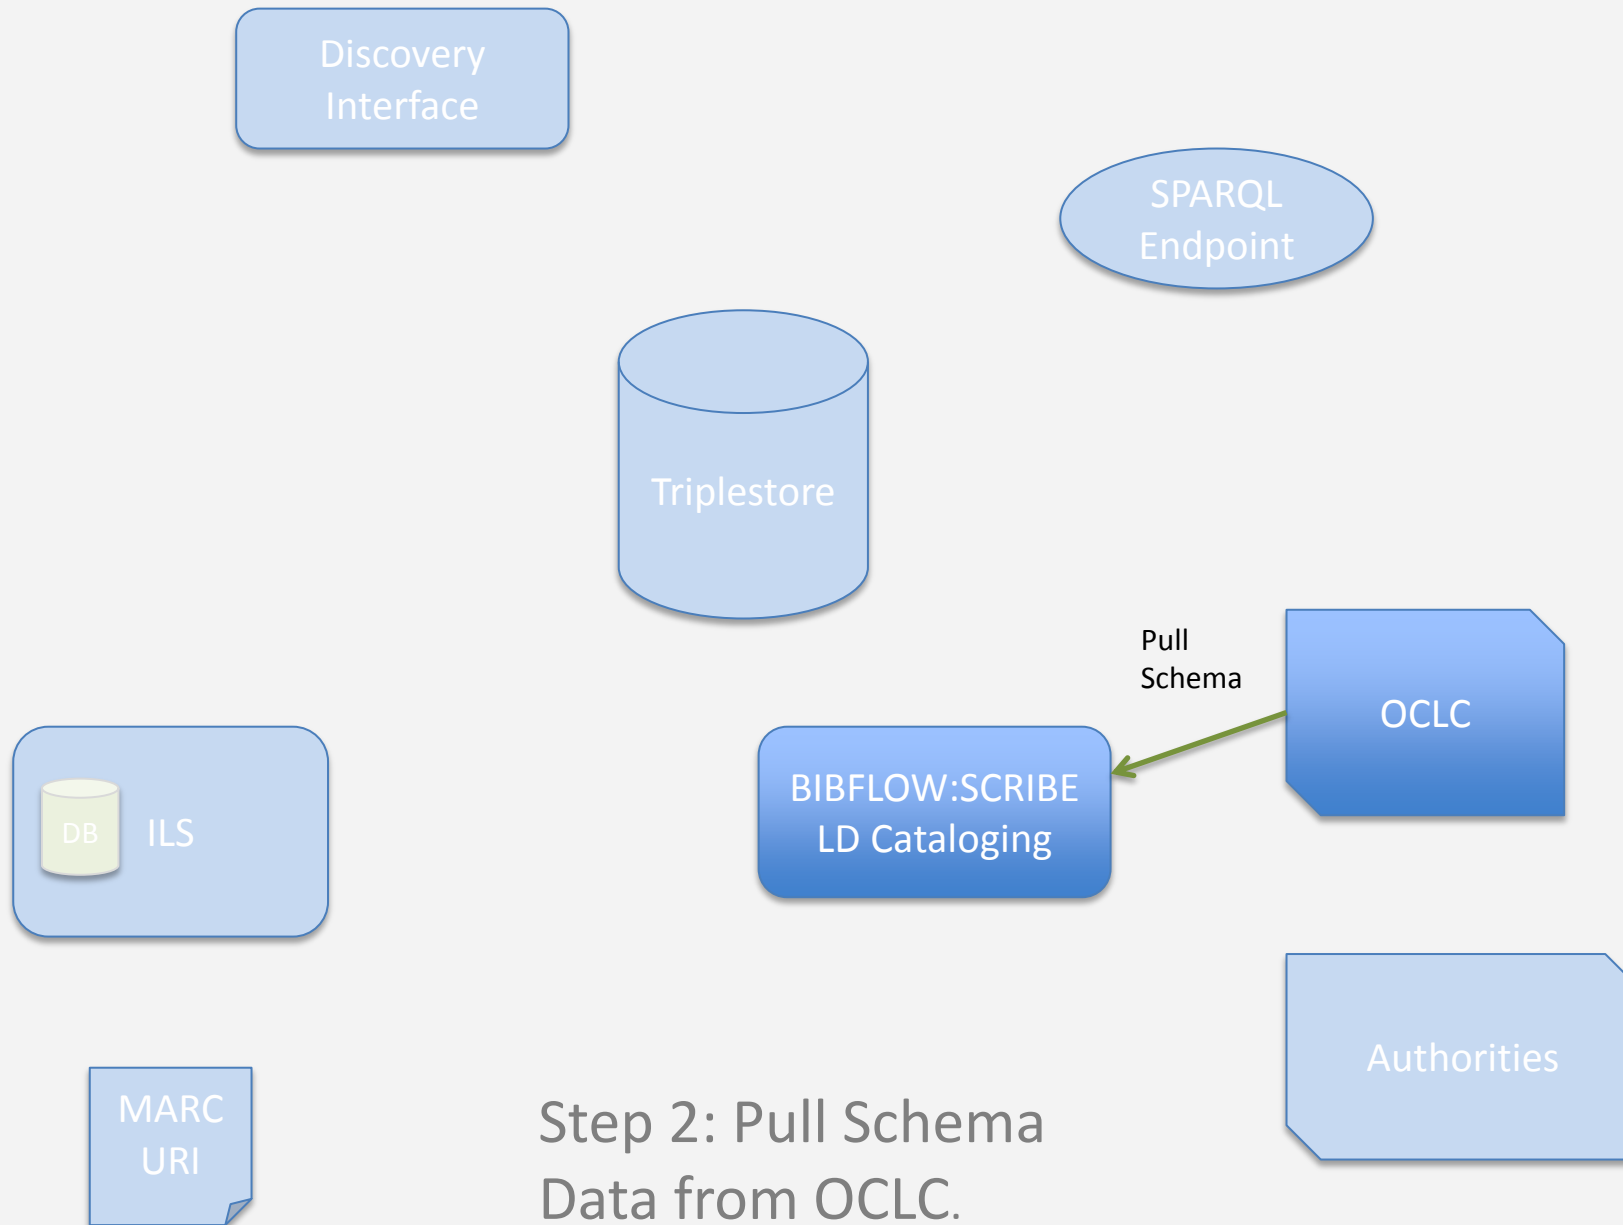 Discovery
Interface
SPARQL
Endpoint
Triplestore
Pull
Schema
OCLC
BIBFLOW:SCRIBE
LD Cataloging
DB
ILS
Authorities
MARC
URI
Step 2: Pull Schema
Data from OCLC.